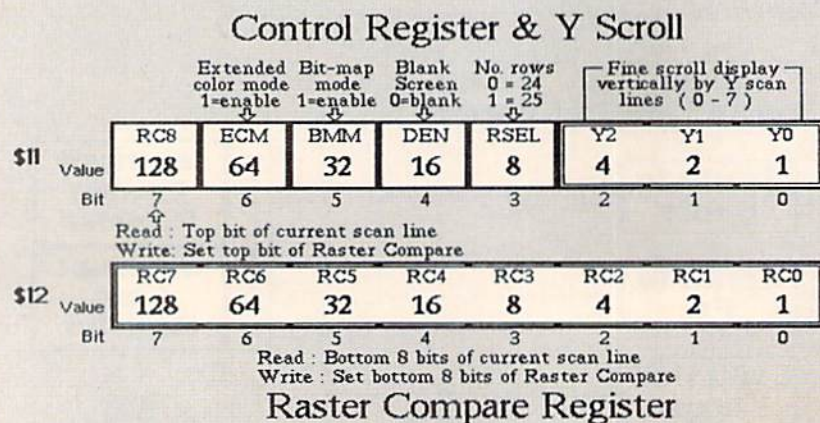 Control Register & Y Scroll
Extended color mode 1=enable
Bit-map mode 1=enable
Blank Screen 0=blank
No. rows 0 = 24 1 = 25
Fine scroll display vertically by Y scan lines ( 0 - 7 )
RC8 ECM BMM DEN RSEL Y2 Y1 Y0
$11 Value 128 64 32 16 8 4 2 1
Bit 7 6 5 4 3 2 1 0
Read : Top bit of current scan line
Write: Set top bit of Raster Compare
RC7 RC6 RC5 RC4 RC3 RC2 RC1 RC0
$12 Value 128 64 32 16 8 4 2 1
Bit 7 6 5 4 3 2 1 0
Read : Bottom 8 bits of current scan line
Write : Set bottom 8 bits of Raster Compare
Raster Compare Register